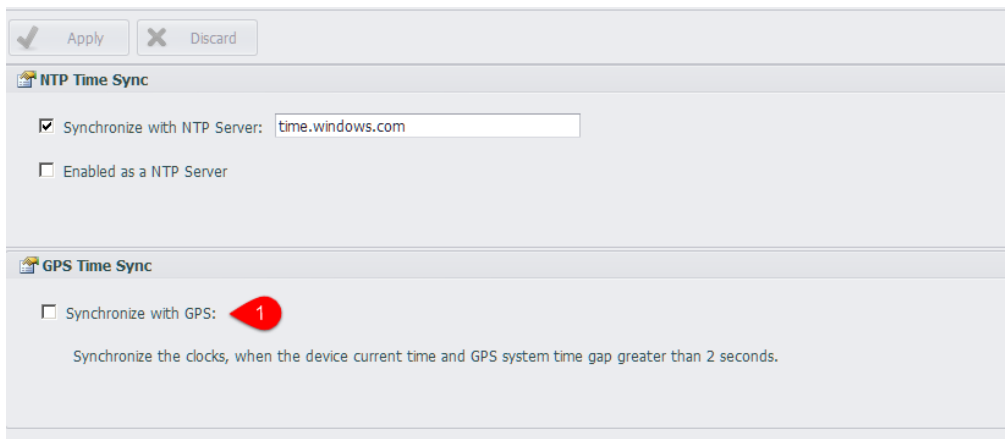 Apply Discard
NTP Time Sync
Synchronize with NTP Server: time.windows.com
Enabled as a NTP Server
GPS Time Sync
Synchronize with GPS: 1
Synchronize the clocks, when the device current time and GPS system time gap greater than 2 seconds.